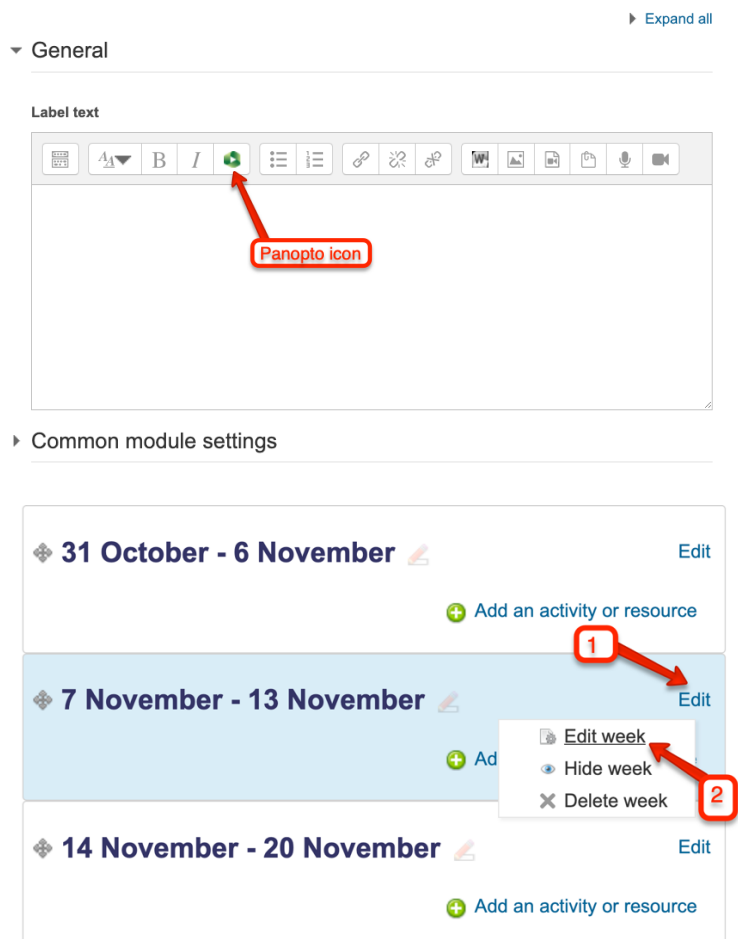 Expand all
General
Label text
B I
Panopto icon
Common module settings
31 October - 6 November Edit
Add an activity or resource
1
7 November - 13 November Edit
Edit week
Ad
Hide week
2
Delete week
14 November - 20 November Edit
Add an activity or resource